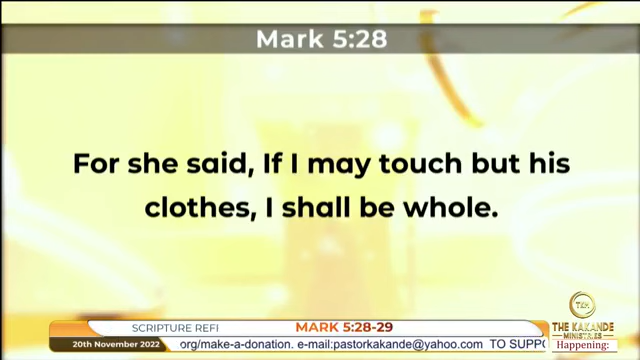 Mark 5:28
For she said, If I may touch but his
clothes, I shall be whole.
SCRIPTURE REFI
MARK 5:28-29
20th November 2022
org/make-a-donation. e-mail:pastorkakande@yahoo.com TO SUPPO
THE KAKANDE
MINISTRIES
Happening: